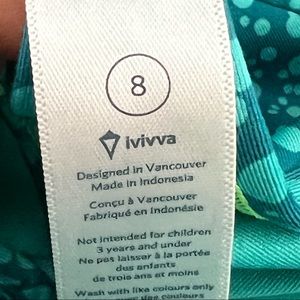 8
ivivva
Designed in Vancouver
Made in Indonesia
Conçu à Vancouver
Fabriqué en Indonésie
Not intended for children
3 years and under
Ne pas laisser à la portée
des enfants
de trois ans et moins
Wash with like colours only